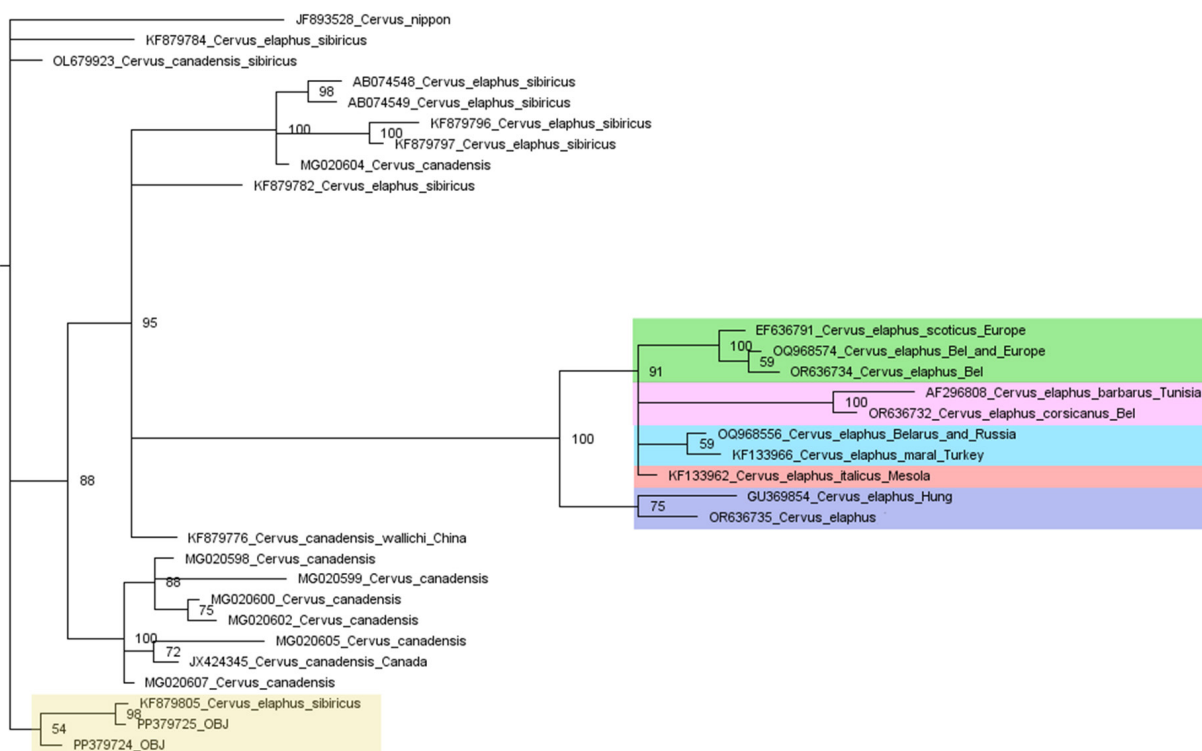 JF893528_Cervus_nippon
KF879784_Cervus_elaphus_sibiricus
OL679923_Cervus_canadensis_sibiricus
AB074548_Cervus_elaphus_sibiricus
98
AB074549_Cervus_elaphus_sibiricus
KF879796_Cervus_elaphus_sibiricus
100
100
KF879797_Cervus_elaphus_sibiricus
MG020604_Cervus_canadensis
KF879782_Cervus_elaphus_sibiricus
95
EF636791_Cervus_elaphus_scoticus_Europe
100
OQ968574_Cervus_elaphus_Bel_and_Europe
59
91
OR636734_Cervus_elaphus_Bel
AF296808_Cervus_elaphus_barbarus_Tunisia
100
OR636732_Cervus_elaphus_corsicanus_Bel
OQ968556_Cervus_elaphus_Belarus_and_Russia
100
59
KF133966_Cervus_elaphus_maral_Turkey
KF133962_Cervus_elaphus_italicus_Mesola
88
GU369854_Cervus_elaphus_Hung
75
OR636735_Cervus_elaphus
KF879776_Cervus_canadensis_wallichi_China
MG020598_Cervus_canadensis
88
MG020599_Cervus_canadensis
MG020600_Cervus_canadensis
75
MG020602_Cervus_canadensis
100
MG020605_Cervus_canadensis
72
JX424345_Cervus_canadensis_Canada
MG020607_Cervus_canadensis
KF879805_Cervus_elaphus_sibiricus
98
PP379725_OBJ
54
PP379724_OBJ